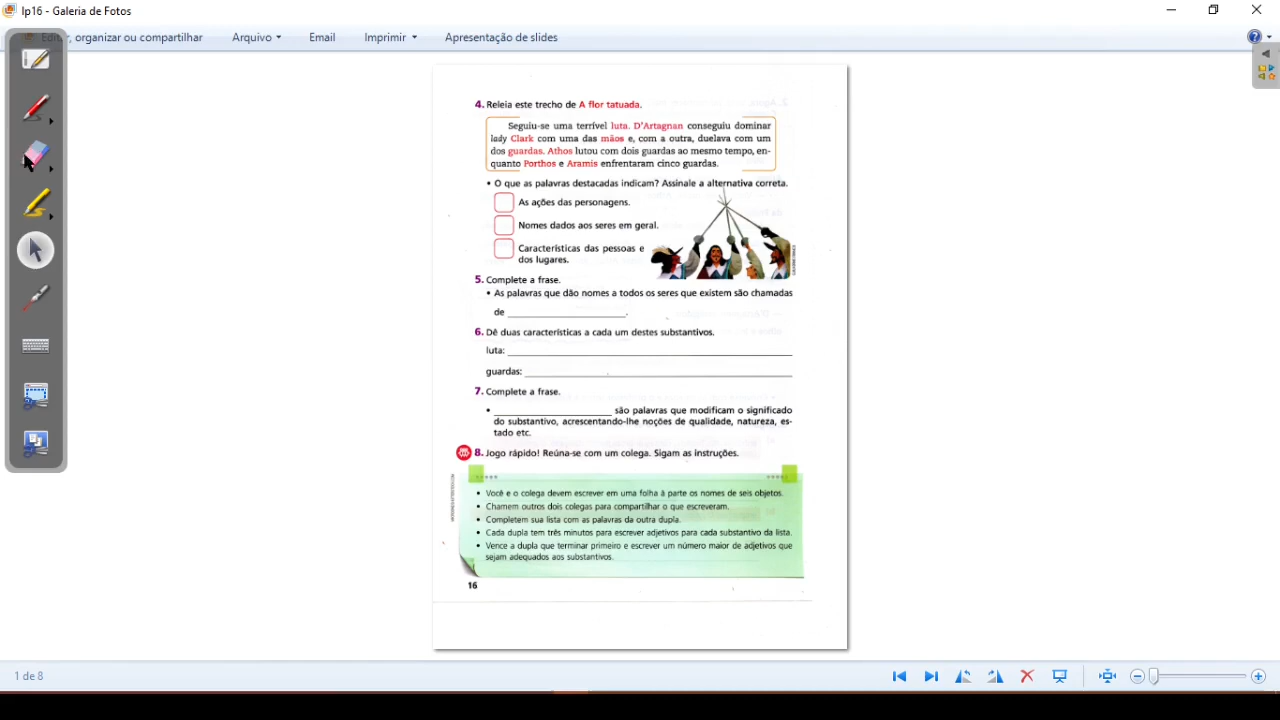 lp16 - Galeria de Fotos
Editar, organizar ou compartilhar Arquivo Email Imprimir Apresentação de slides
4. Releia este trecho de A flor tatuada.
Seguiu-se uma terrível luta. D'Artagnan conseguiu dominar
lady Clark com uma das mãos e, com a outra, duelava com um
dos guardas. Athos lutou com dois guardas ao mesmo tempo, en-
quanto Porthos e Aramis enfrentaram cinco guardas.
• O que as palavras destacadas indicam? Assinale a alternativa correta.
As ações das personagens.
Nomes dados aos seres em geral.
Características das pessoas e
dos lugares.
5. Complete a frase.
• As palavras que dão nomes a todos os seres que existem são chamadas
de ____________________.
6. Dê duas características a cada um destes substantivos.
luta: ____________________
guardas: ____________________
7. Complete a frase.
• ____________________ são palavras que modificam o significado
do substantivo, acrescentando-lhe noções de qualidade, natureza, es-
tado etc.
8. Jogo rápido! Reúna-se com um colega. Sigam as instruções.
• Você e o colega devem escrever em uma folha à parte os nomes de seis objetos.
• Chamem outros dois colegas para compartilhar o que escreveram.
• Completem sua lista com as palavras da outra dupla.
• Cada dupla tem três minutos para escrever adjetivos para cada substantivo da lista.
• Vence a dupla que terminar primeiro e escrever um número maior de adjetivos que
sejam adequados aos substantivos.
16
1 de 8